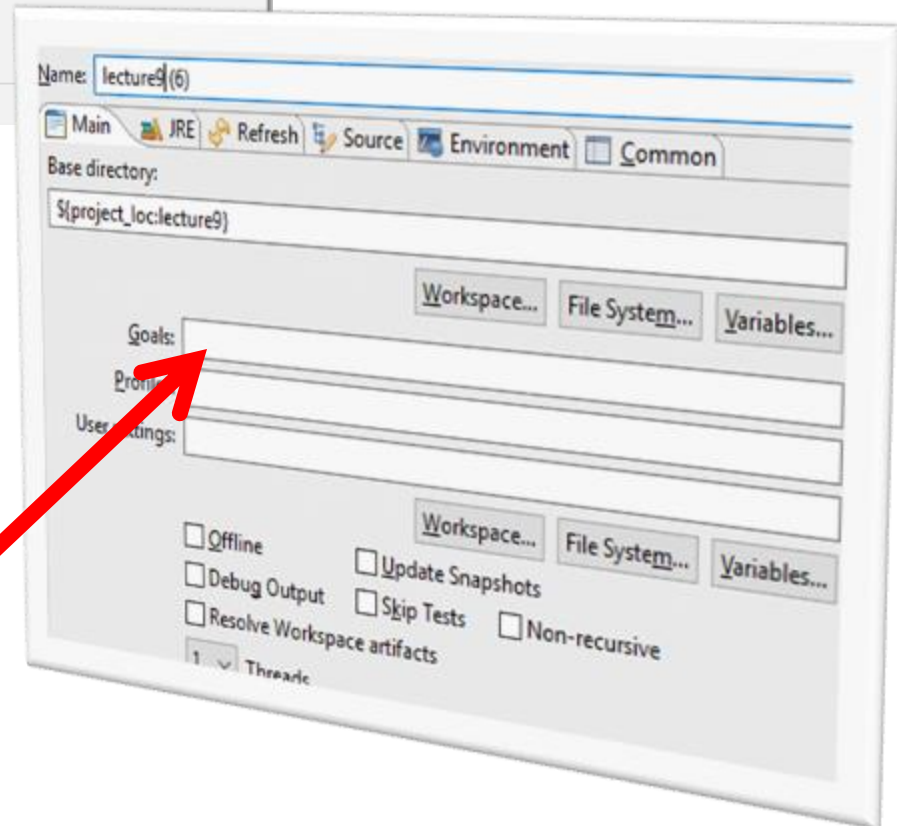 Name: lecture9 (6)
Main JRE Refresh Source Environment Common
Base directory:
${project_loc:lecture9}
Workspace... File System... Variables...
Goals:
User
Workspace... File System... Variables...
Offline Update Snapshots
Debug Output Skip Tests Non-recursive
Resolve Workspace artifacts
1 Threads